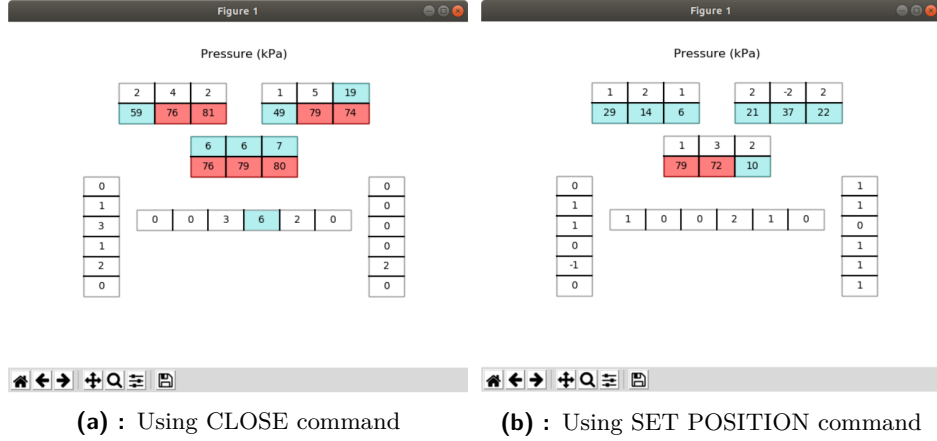 Figure 1
Pressure (kPa)
2 4 2 1 5 19
59 76 81 49 79 74
6 6 7
76 79 80
0 0
1 0
0 0 3 6 2 0
3 0
1 0
2 2
0 0
(a) : Using CLOSE command
Figure 1
Pressure (kPa)
1 2 1 2 -2 2
29 14 6 21 37 22
1 3 2
79 72 10
0 1
1 1
1 0 0 2 1 0
1 0
0 1
-1 1
0 1
(b) : Using SET POSITION command